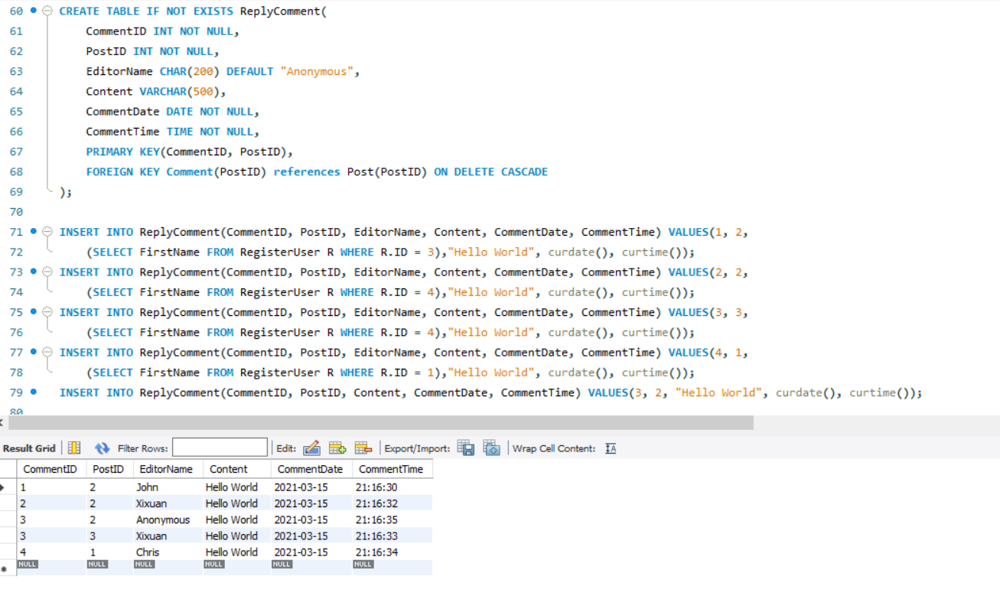 60 CREATE TABLE IF NOT EXISTS ReplyComment(
61 CommentID INT NOT NULL,
62 PostID INT NOT NULL,
63 EditorName CHAR(200) DEFAULT "Anonymous",
64 Content VARCHAR(500),
65 CommentDate DATE NOT NULL,
66 CommentTime TIME NOT NULL,
67 PRIMARY KEY(CommentID, PostID),
68 FOREIGN KEY Comment(PostID) references Post(PostID) ON DELETE CASCADE
69 );
70
71 INSERT INTO ReplyComment(CommentID, PostID, EditorName, Content, CommentDate, CommentTime) VALUES(1, 2,
72 (SELECT FirstName FROM RegisterUser R WHERE R.ID = 3),"Hello World", curdate(), curtime());
73 INSERT INTO ReplyComment(CommentID, PostID, EditorName, Content, CommentDate, CommentTime) VALUES(2, 2,
74 (SELECT FirstName FROM RegisterUser R WHERE R.ID = 4),"Hello World", curdate(), curtime());
75 INSERT INTO ReplyComment(CommentID, PostID, EditorName, Content, CommentDate, CommentTime) VALUES(3, 3,
76 (SELECT FirstName FROM RegisterUser R WHERE R.ID = 4),"Hello World", curdate(), curtime());
77 INSERT INTO ReplyComment(CommentID, PostID, EditorName, Content, CommentDate, CommentTime) VALUES(4, 1,
78 (SELECT FirstName FROM RegisterUser R WHERE R.ID = 1),"Hello World", curdate(), curtime());
79 INSERT INTO ReplyComment(CommentID, PostID, Content, CommentDate, CommentTime) VALUES(3, 2, "Hello World", curdate(), curtime());
80
Result Grid Filter Rows: Edit: Export/Import: Wrap Cell Content:
CommentID PostID EditorName Content CommentDate CommentTime
1 2 John Hello World 2021-03-15 21:16:30
2 2 Xixuan Hello World 2021-03-15 21:16:32
3 2 Anonymous Hello World 2021-03-15 21:16:35
3 3 Xixuan Hello World 2021-03-15 21:16:33
4 1 Chris Hello World 2021-03-15 21:16:34
NULL NULL NULL NULL NULL NULL